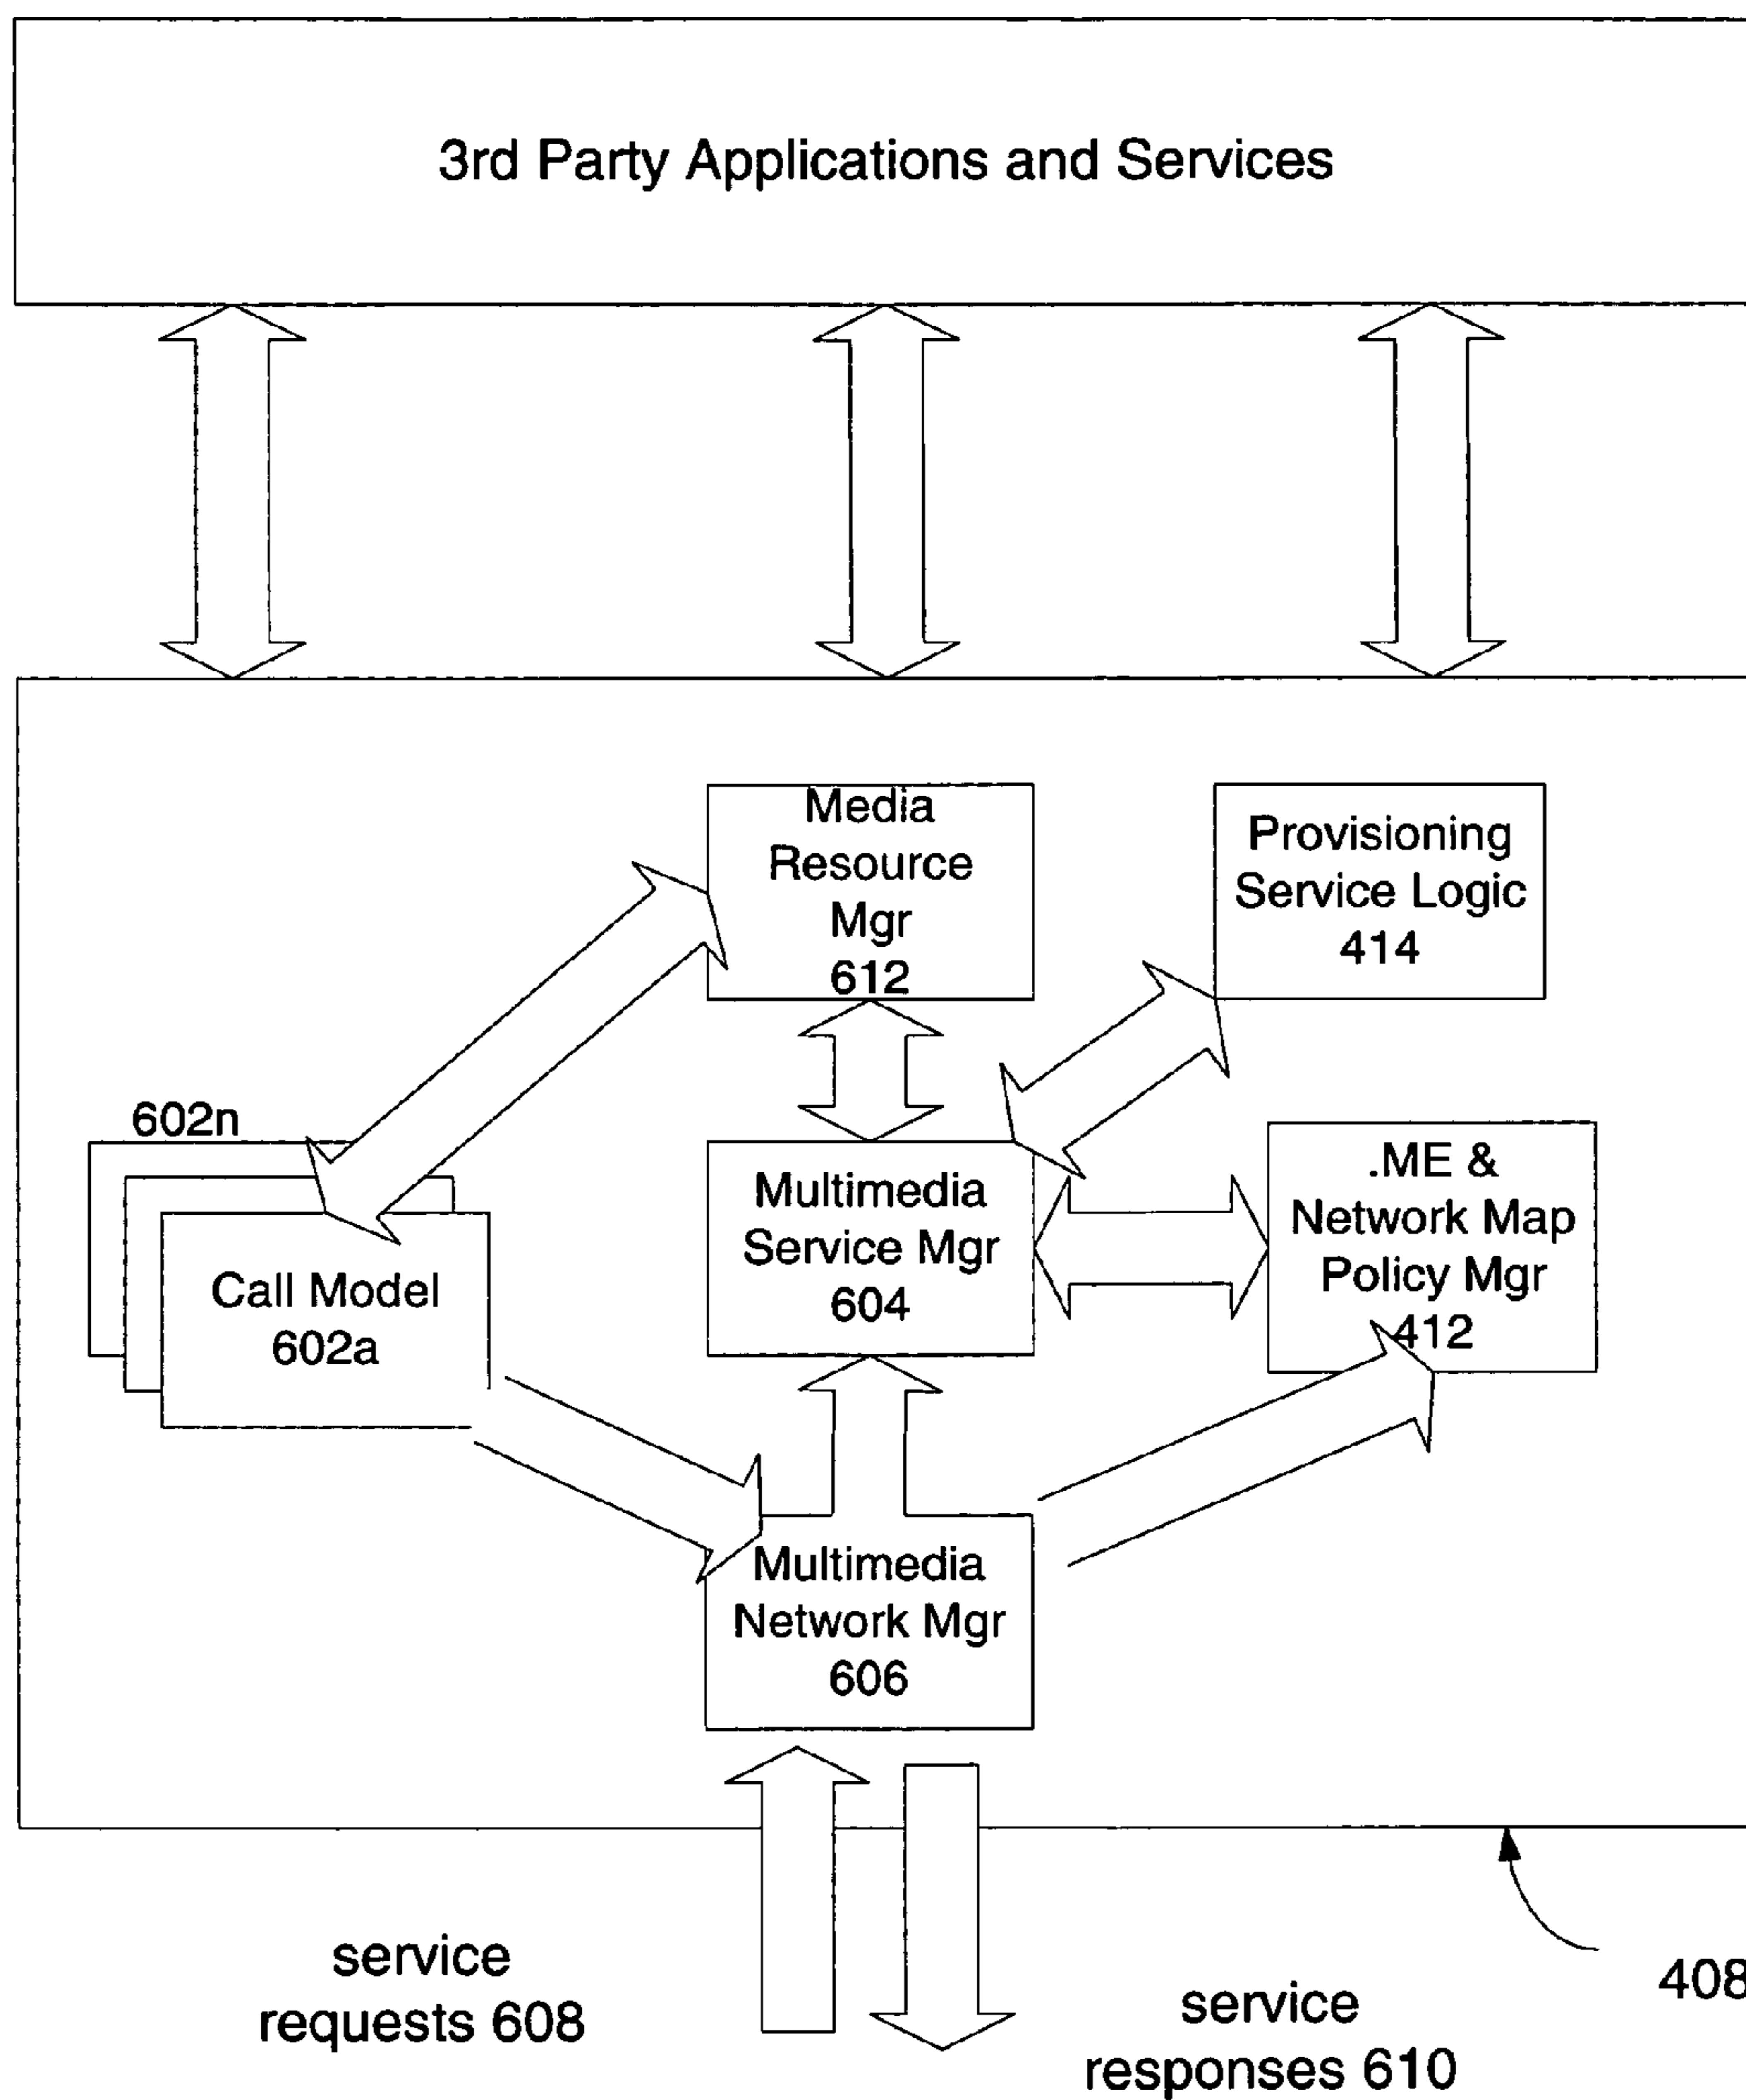 3rd Party Applications and Services
Media
Resource
Mgr
612
Provisioning
Service Logic
414
602n
Call Model
602a
Multimedia
Service Mgr
604
.ME &
Network Map
Policy Mgr
412
Multimedia
Network Mgr
606
service
requests 608
service
responses 610
408